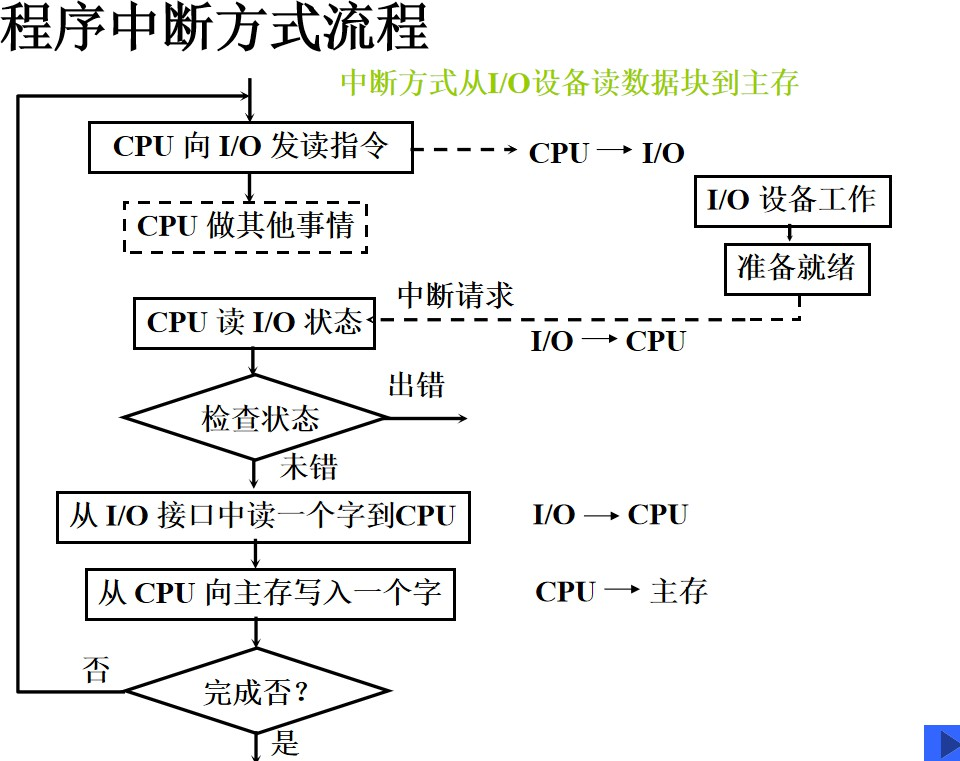 程序中断方式流程
中断方式从I/O设备读数据块到主存
CPU 向 I/O 发读指令
CPU → I/O
I/O 设备工作
CPU 做其他事情
准备就绪
中断请求
CPU 读 I/O 状态
I/O → CPU
出错
检查状态
未错
从 I/O 接口中读一个字到CPU
I/O → CPU
从 CPU 向主存写入一个字
CPU → 主存
否
完成否？
是